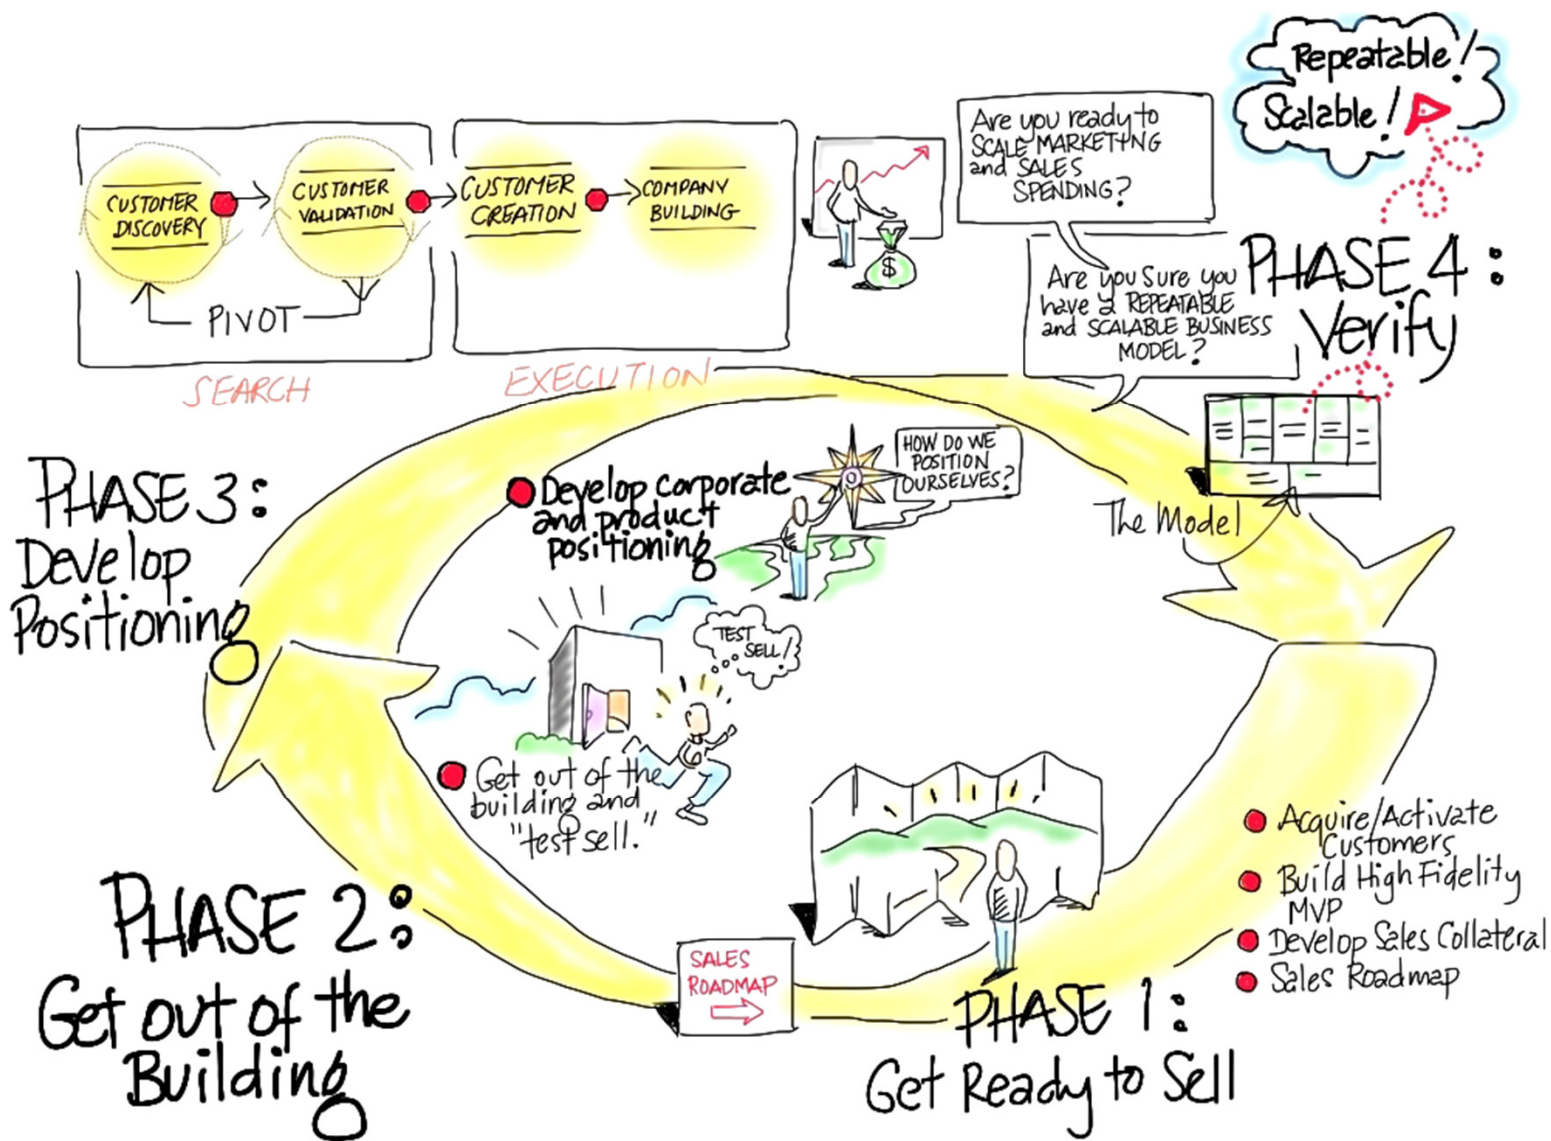 Repeatable!
Scalable!
CUSTOMER
DISCOVERY
CUSTOMER
VALIDATION
CUSTOMER
CREATION
COMPANY
BUILDING
PIVOT
SEARCH
EXECUTION
$
Are you ready to
SCALE MARKETING
and SALES
SPENDING?
Are you Sure you
have a REPEATABLE
and SCALABLE BUSINESS
MODEL?
PHASE 4:
Verify
The Model
PHASE 3:
Develop
Positioning
Develop corporate
and product
positioning
HOW DO WE
POSITION
OURSELVES?
TEST
SELL!
Get out of the
building and
"test sell."
PHASE 2:
Get out of the
Building
SALES
ROADMAP
PHASE 1:
Get Ready to Sell
Acquire/Activate
Customers
Build High Fidelity
MVP
Develop Sales Collateral
Sales Roadmap